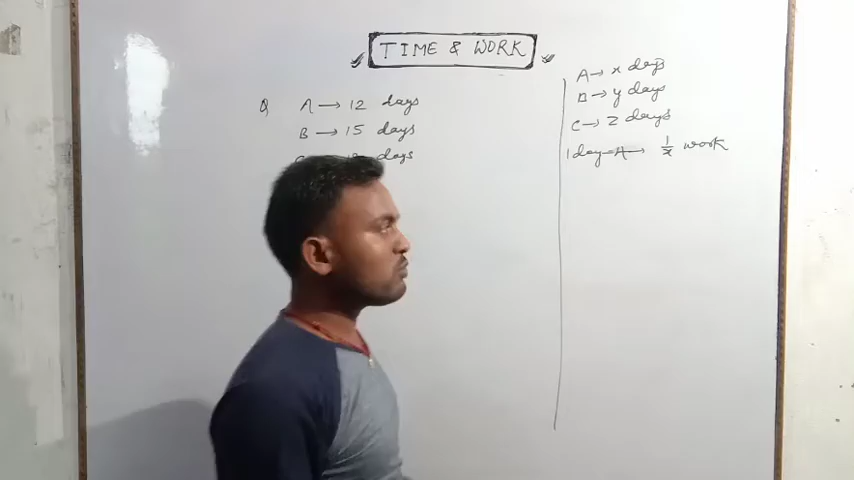 TIME & WORK
Q A → 12 days
B → 15 days
days
A → x days
B → y days
C → z days
1 day A → 1/x work